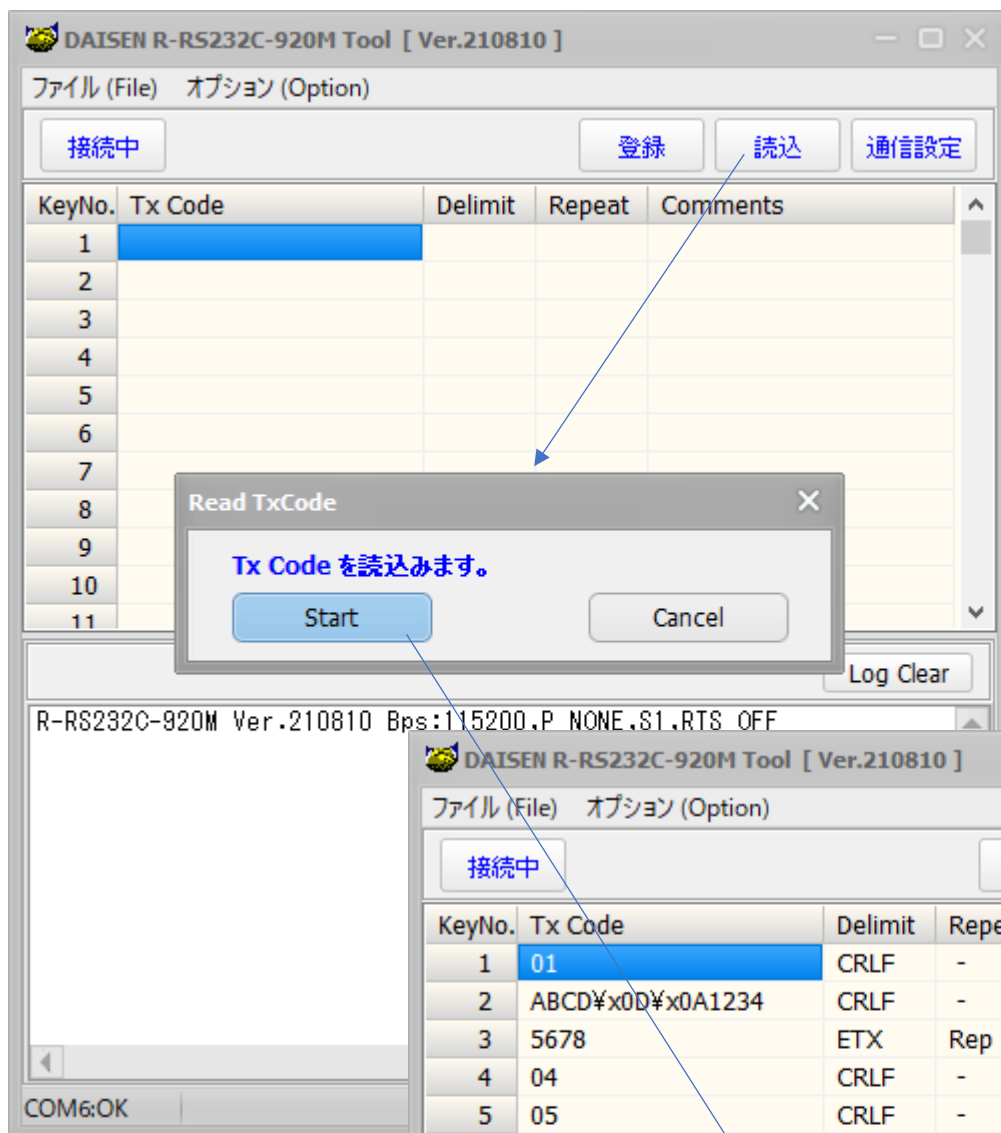 DAISEN R-RS232C-920M Tool [ Ver.210810 ]
ファイル (File) オプション (Option)
接続中 登録 読込 通信設定
KeyNo. Tx Code Delimit Repeat Comments
1
2
3
4
5
6
7
8
9
10
11
Read TxCode
Tx Code を読込みます。
Start Cancel
Log Clear
R-RS232C-920M Ver.210810 Bps:115200,P NONE,S1,RTS OFF
DAISEN R-RS232C-920M Tool [ Ver.210810 ]
ファイル (File) オプション (Option)
接続中
KeyNo. Tx Code Delimit Repe
1 01 CRLF -
2 ABCD¥x0D¥x0A1234 CRLF -
3 5678 ETX Rep
4 04 CRLF -
5 05 CRLF -
COM6:OK